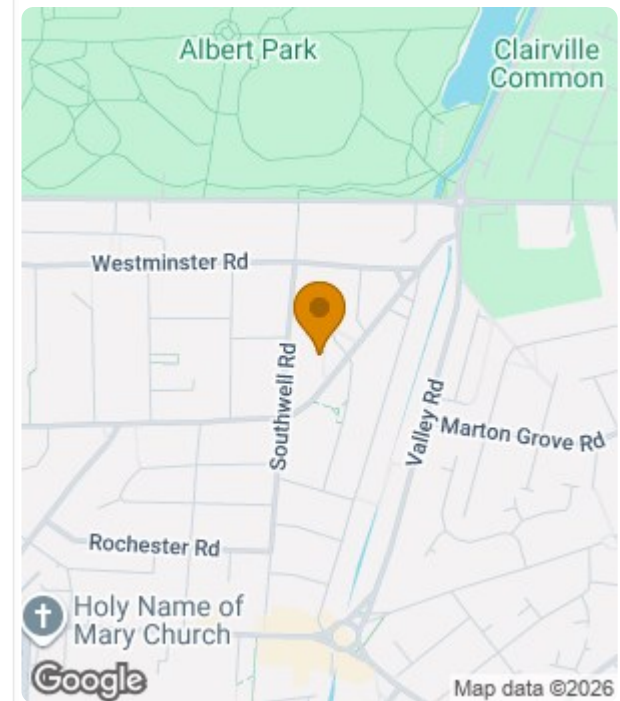 Albert Park
Clairville
Common
Westminster Rd
Southwell Rd
Valley Rd
Marton Grove Rd
Rochester Rd
Holy Name of
Mary Church
Google
Map data ©2026